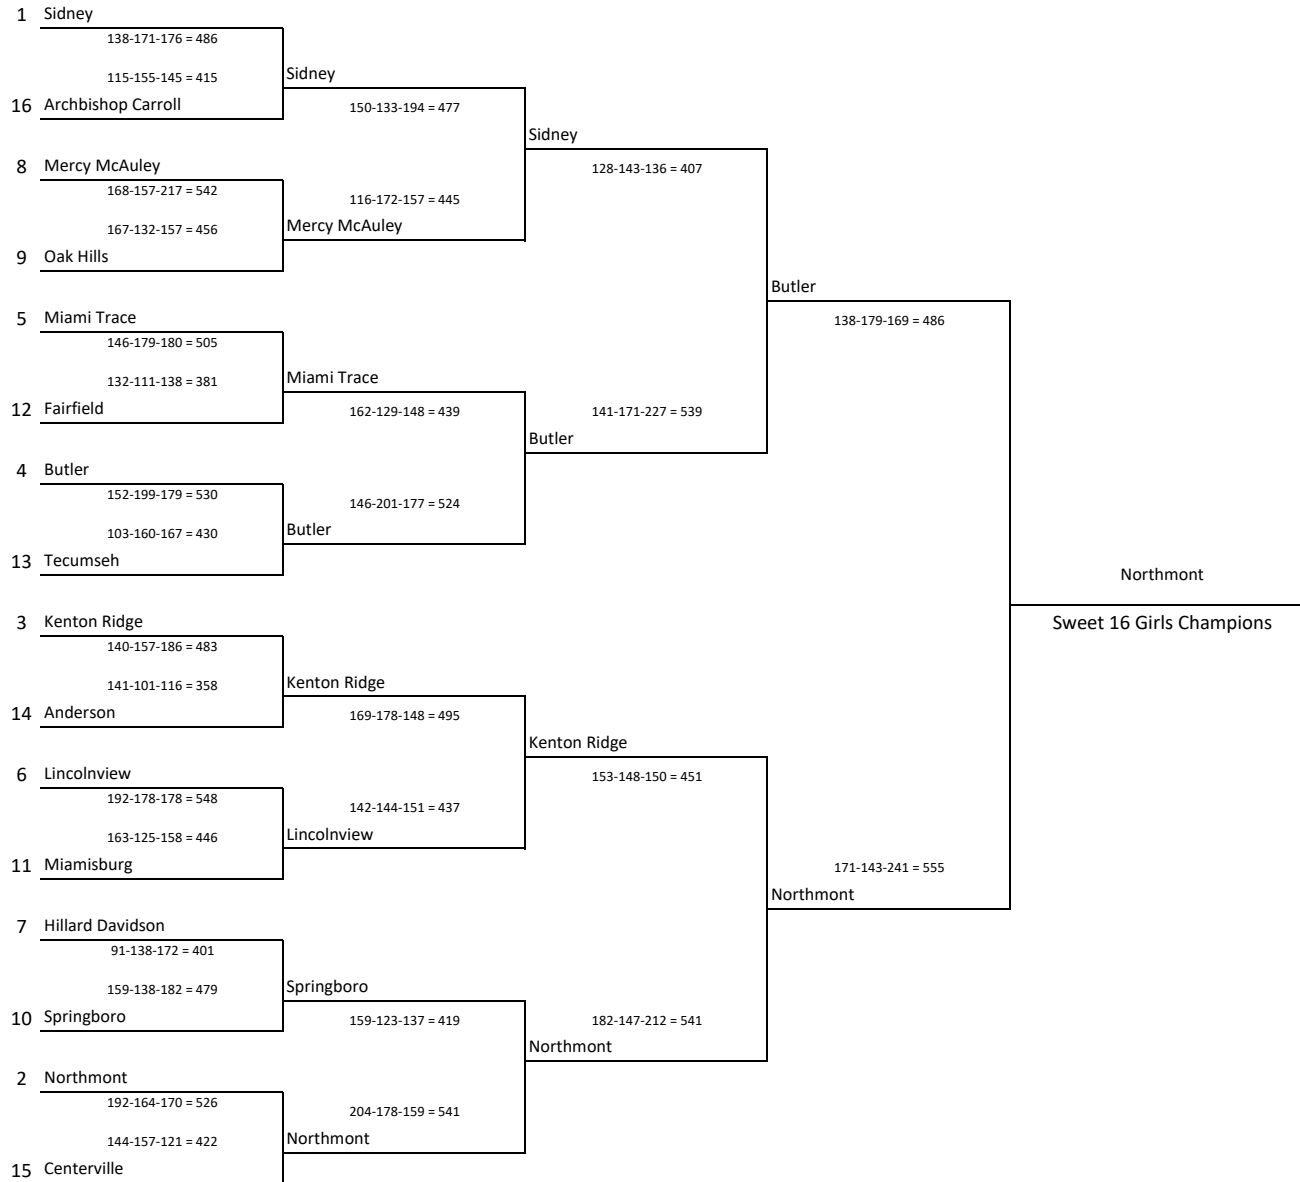 1 Sidney
138-171-176 = 486
115-155-145 = 415
16 Archbishop Carroll
8 Mercy McAuley
168-157-217 = 542
167-132-157 = 456
9 Oak Hills
5 Miami Trace
146-179-180 = 505
132-111-138 = 381
12 Fairfield
4 Butler
152-199-179 = 530
103-160-167 = 430
13 Tecumseh
3 Kenton Ridge
140-157-186 = 483
141-101-116 = 358
14 Anderson
6 Lincolnview
192-178-178 = 548
163-125-158 = 446
11 Miamisburg
7 Hillard Davidson
91-138-172 = 401
159-138-182 = 479
10 Springboro
2 Northmont
192-164-170 = 526
144-157-121 = 422
15 Centerville
Sidney
150-133-194 = 477
116-172-157 = 445
Mercy McAuley
Miami Trace
162-129-148 = 439
146-201-177 = 524
Butler
Kenton Ridge
169-178-148 = 495
142-144-151 = 437
Lincolnview
Springboro
159-123-137 = 419
204-178-159 = 541
Northmont
Sidney
128-143-136 = 407
141-171-227 = 539
Butler
Kenton Ridge
153-148-150 = 451
182-147-212 = 541
Northmont
Butler
138-179-169 = 486
171-143-241 = 555
Northmont
Northmont
Sweet 16 Girls Champions